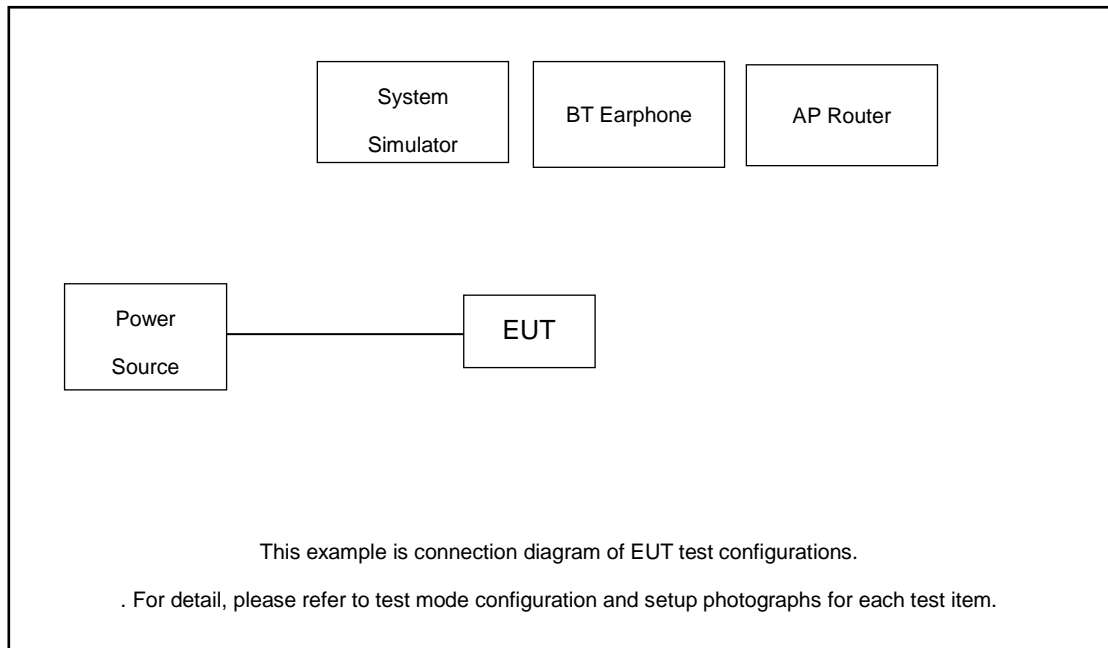 System
Simulator
BT Earphone
AP Router
Power
Source
EUT
This example is connection diagram of EUT test configurations.
. For detail, please refer to test mode configuration and setup photographs for each test item.